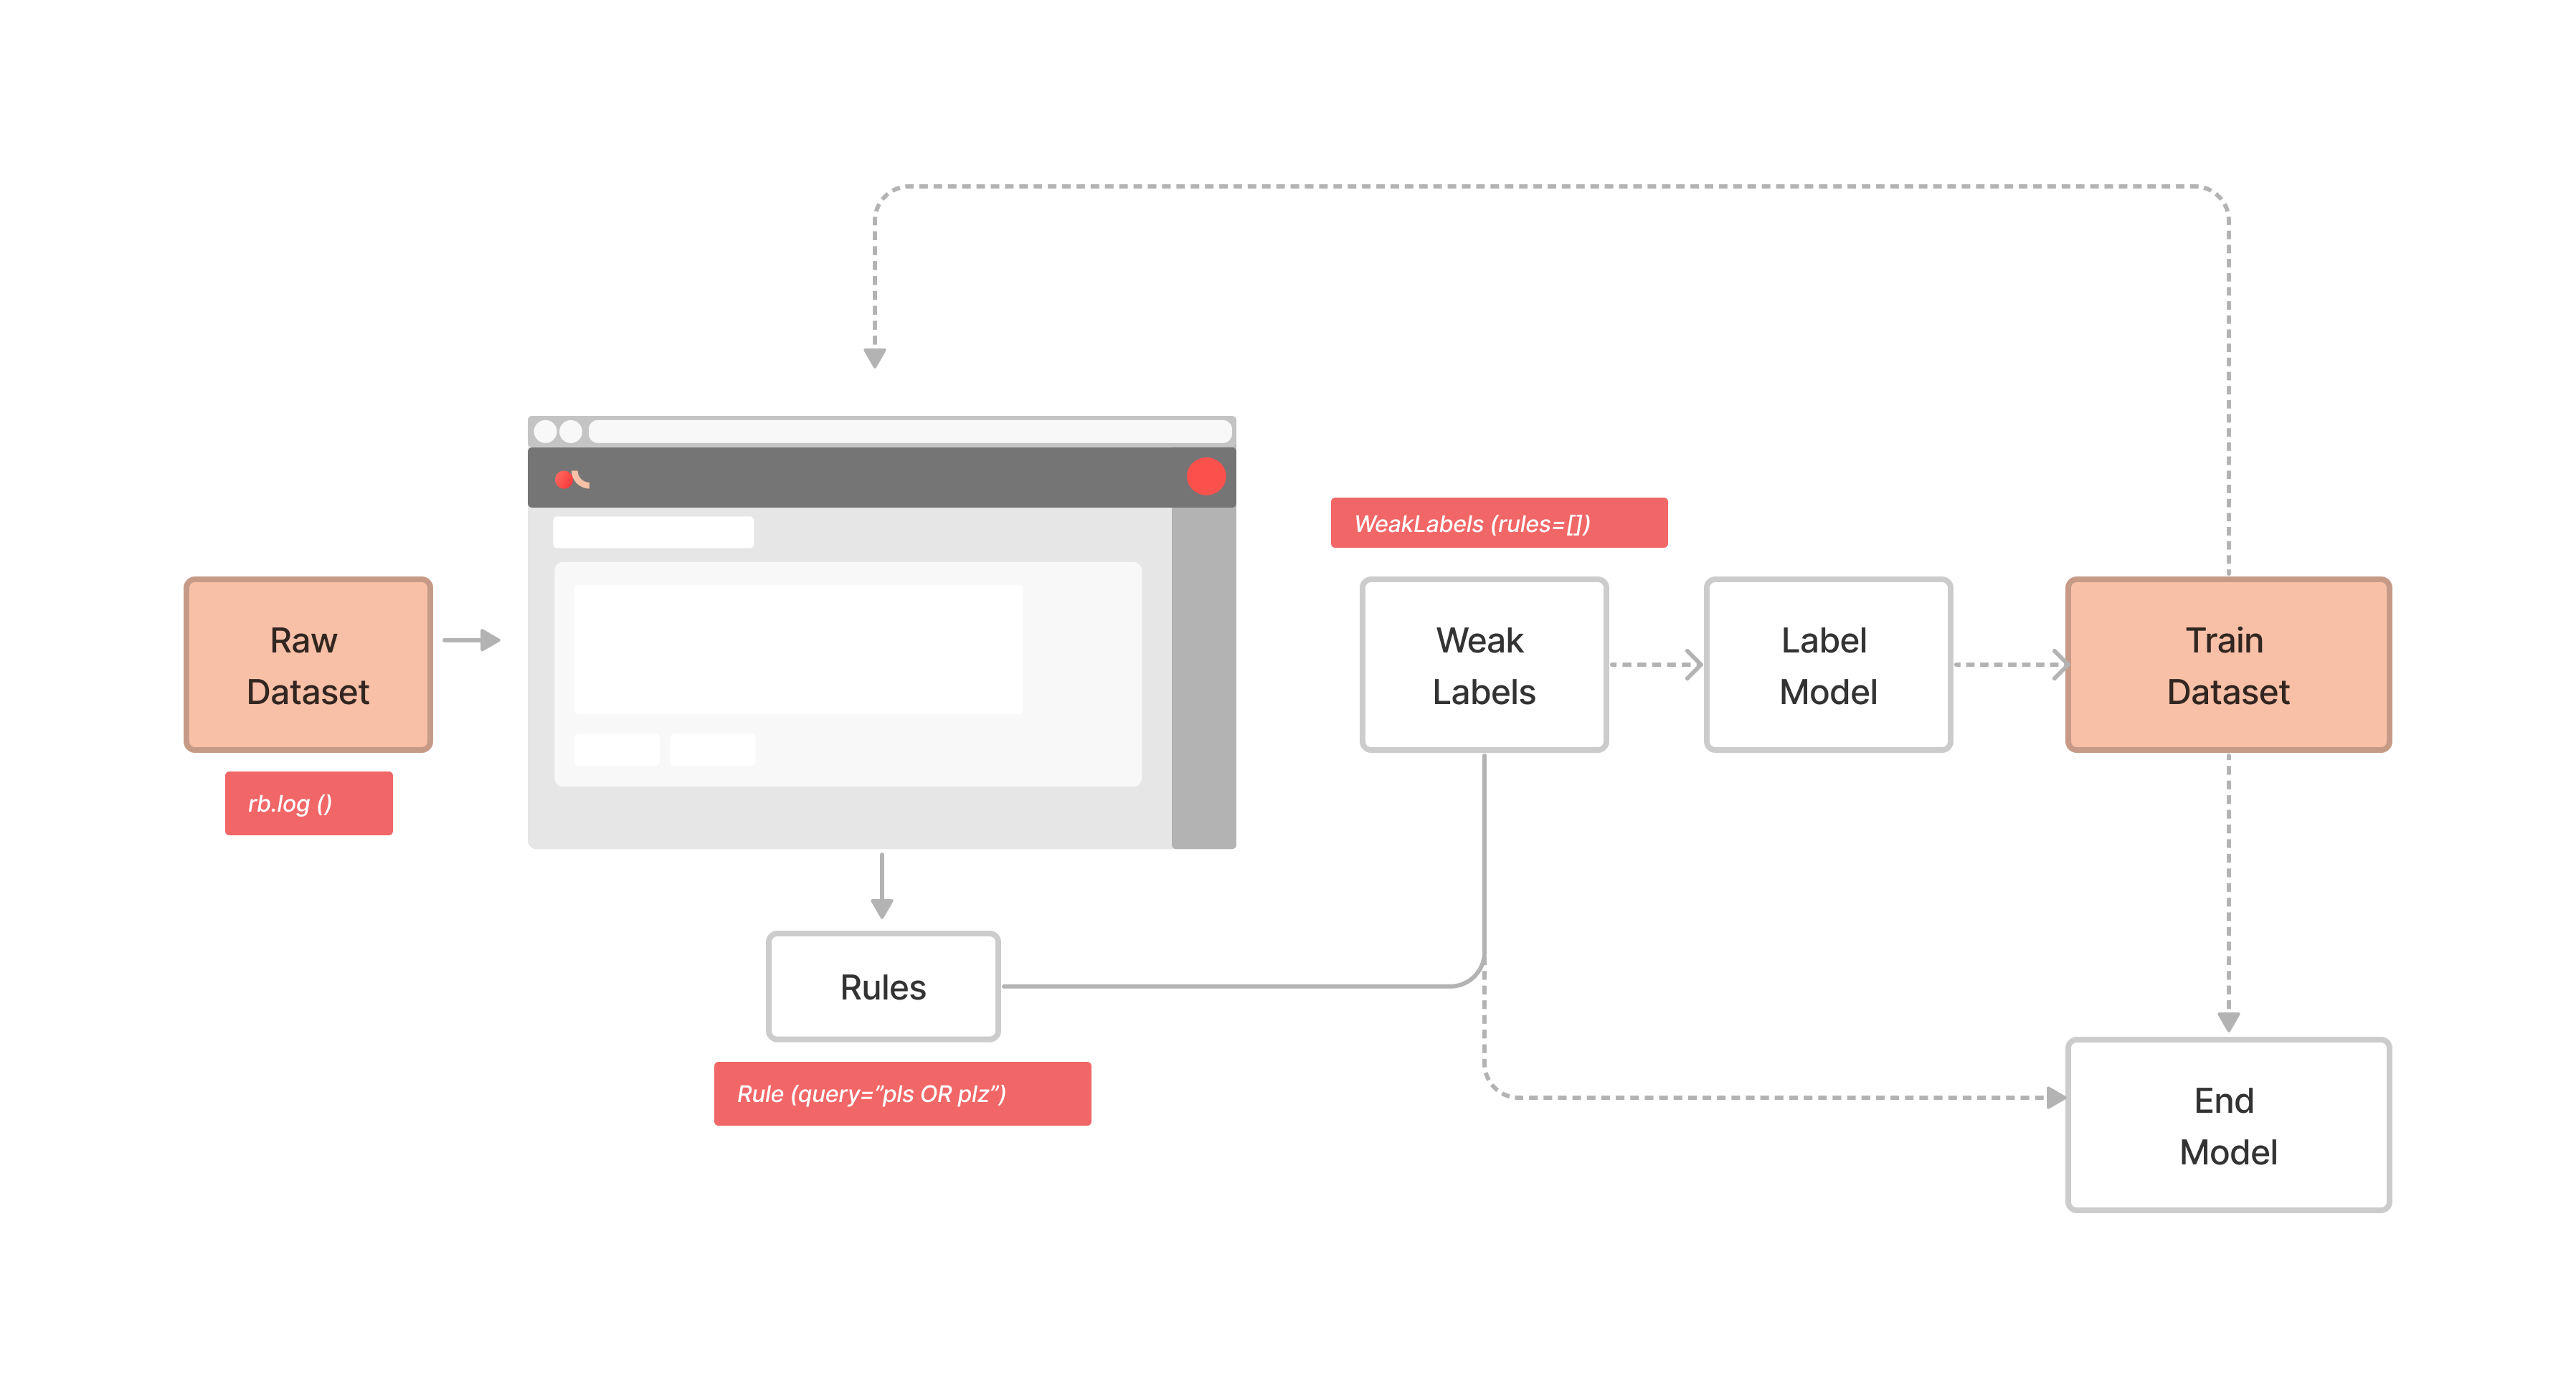 Raw
Dataset
rb.log ()
Rules
Rule (query=”pls OR plz”)
WeakLabels (rules=[])
Weak
Labels
Label
Model
Train
Dataset
End
Model